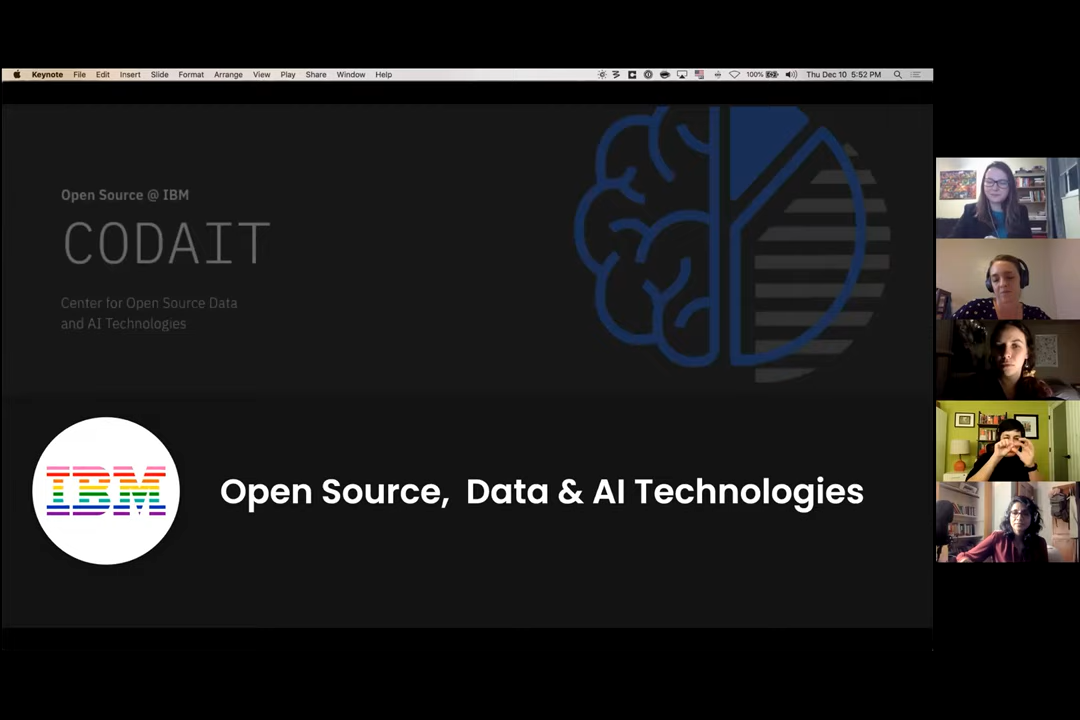 Keynote File Edit Insert Slide Format Arrange View Play Share Window Help 100% Thu Dec 10 5:52 PM
Open Source @ IBM
CODAIT
Center for Open Source Data
and AI Technologies
IBM
Open Source, Data & AI Technologies